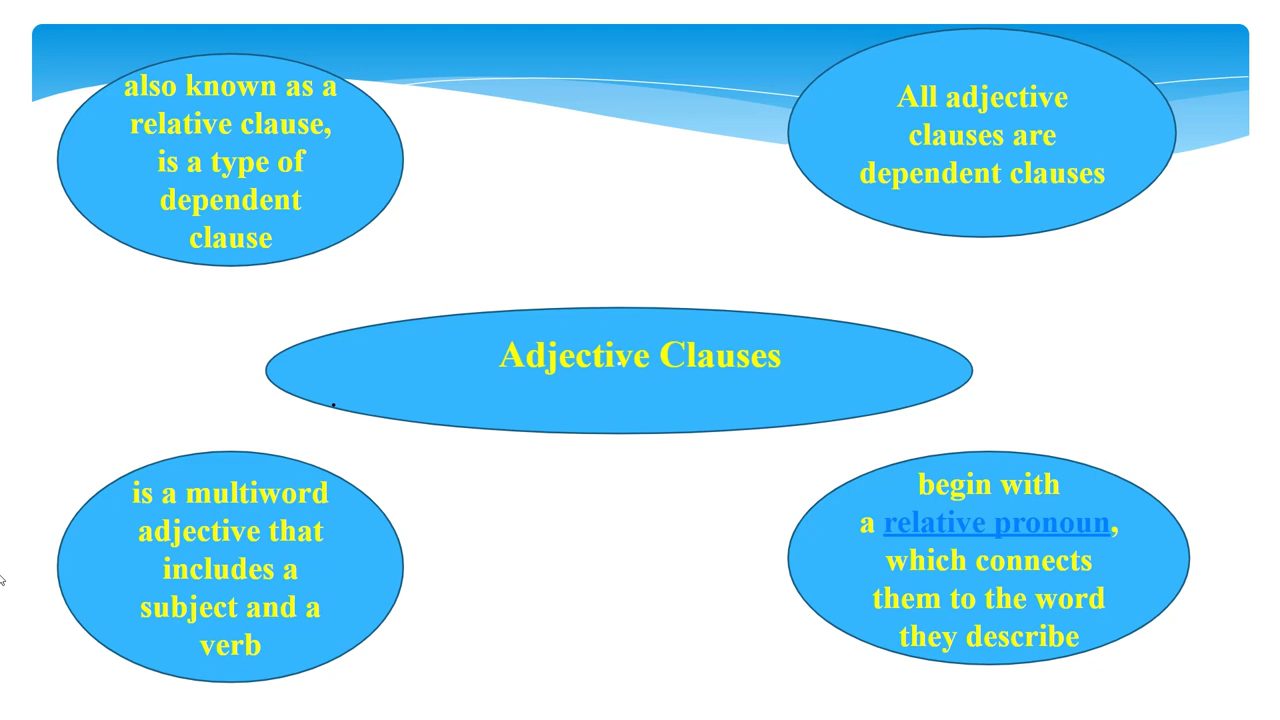 also known as a
relative clause,
is a type of
dependent
clause
All adjective
clauses are
dependent clauses
Adjective Clauses
is a multiword
adjective that
includes a
subject and a
verb
begin with
a relative pronoun,
which connects
them to the word
they describe